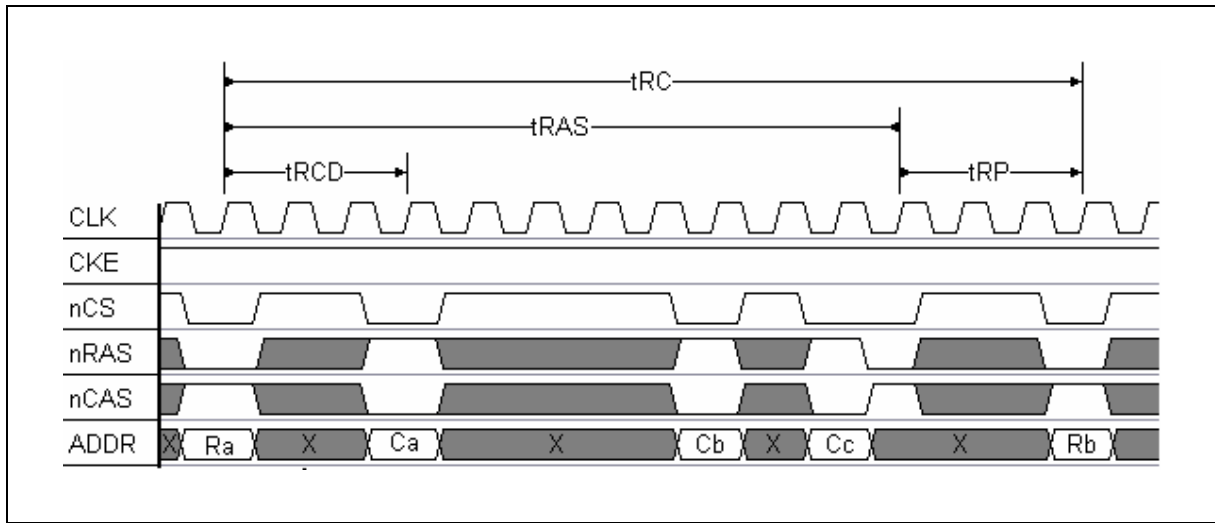 tRC
tRAS
tRCD tRP
CLK
CKE
nCS
nRAS
nCAS
ADDR X Ra X Ca X Cb X Cc X Rb